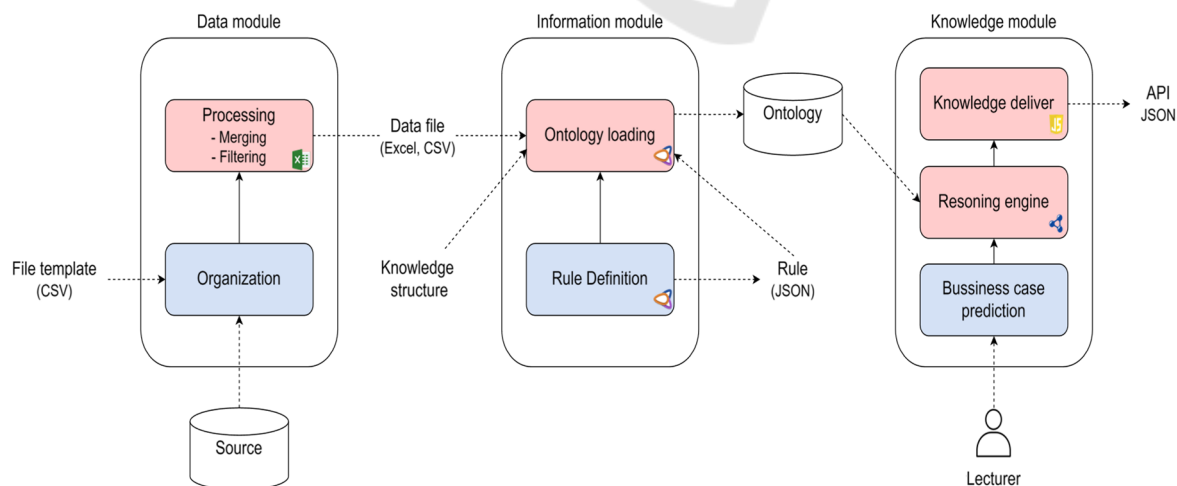 Data module
Information module
Knowledge module
Processing
- Merging
- Filtering
Data file
(Excel, CSV)
Ontology loading
Ontology
Knowledge deliver
JS
API
JSON
Resoning engine
File template
(CSV)
Organization
Knowledge
structure
Rule Definition
Rule
(JSON)
Bussiness case
prediction
Source
Lecturer